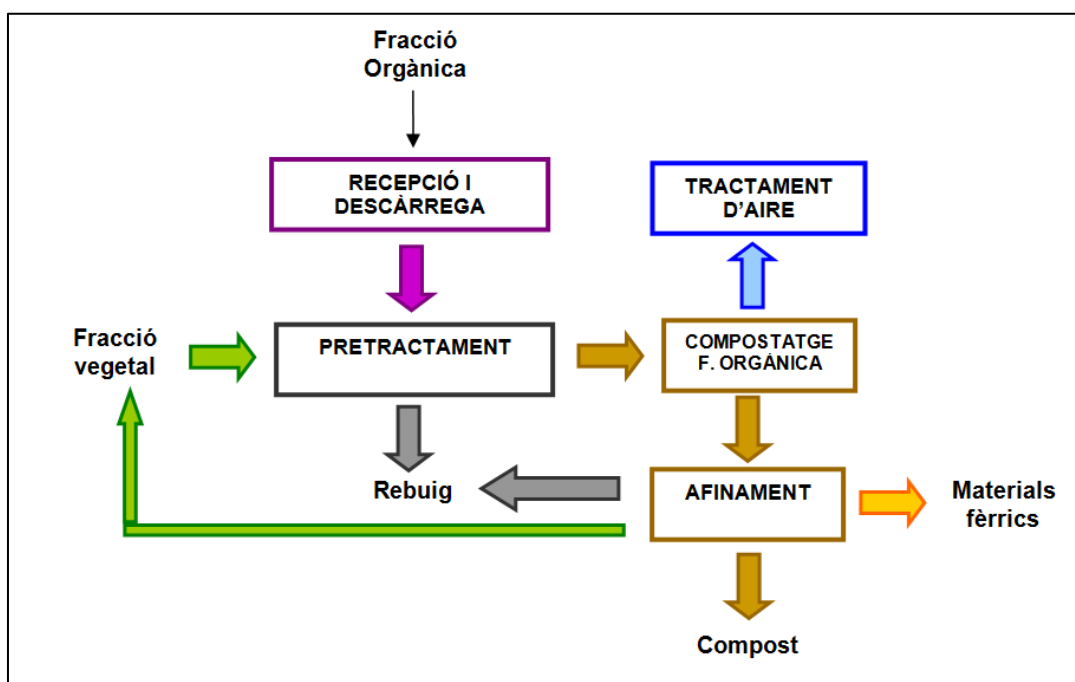 Fracció
Orgànica
RECEPCIÓ I
DESCÀRREGA
TRACTAMENT
D'AIRE
Fracció
vegetal
PRETRACTAMENT
COMPOSTATGE
F. ORGÀNICA
Rebuig
AFINAMENT
Materials
fèrrics
Compost